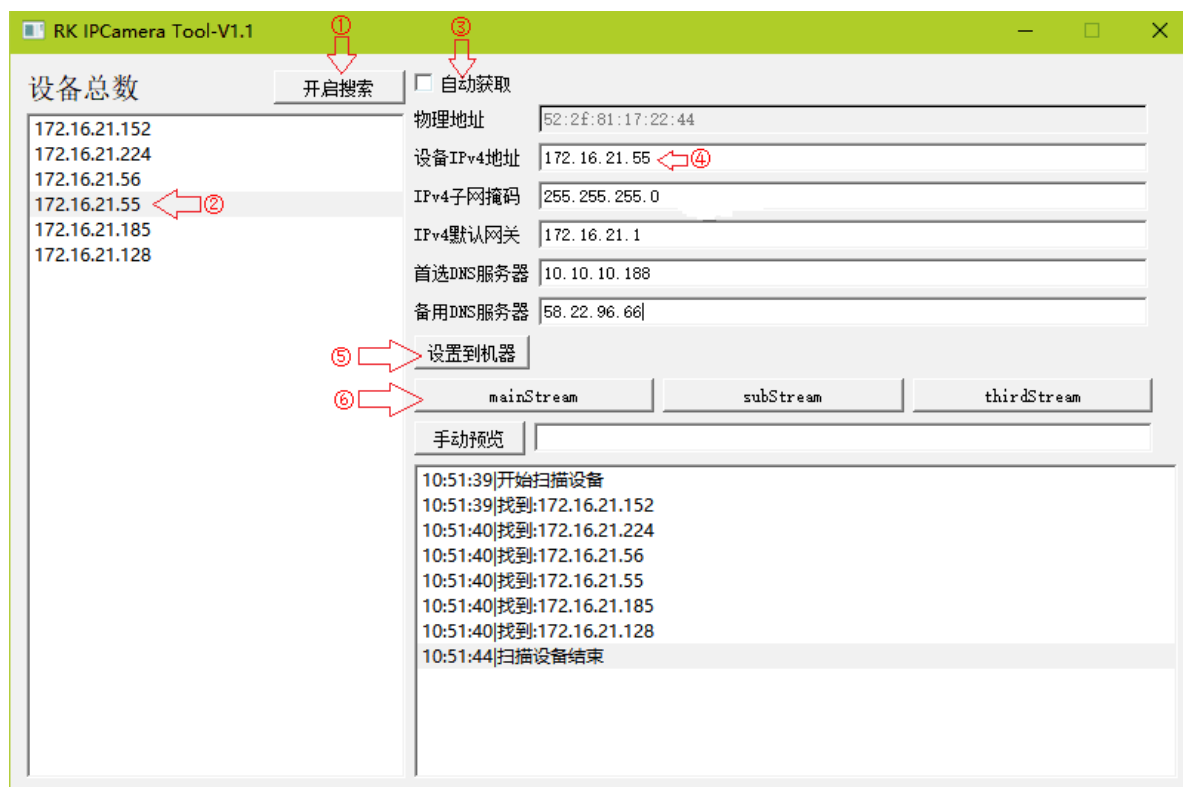 RK IPCamera Tool-V1.1
①
③
设备总数
开启搜索
自动获取
172.16.21.152
172.16.21.224
172.16.21.56
172.16.21.55 ②
172.16.21.185
172.16.21.128
物理地址 52:2f:81:17:22:44
设备IPv4地址 172.16.21.55 ④
IPv4子网掩码 255.255.255.0
IPv4默认网关 172.16.21.1
首选DNS服务器 10.10.10.188
备用DNS服务器 58.22.96.66
⑤ 设置到机器
⑥ mainStream subStream thirdStream
手动预览
10:51:39|开始扫描设备
10:51:39|找到:172.16.21.152
10:51:40|找到:172.16.21.224
10:51:40|找到:172.16.21.56
10:51:40|找到:172.16.21.55
10:51:40|找到:172.16.21.185
10:51:40|找到:172.16.21.128
10:51:44|扫描设备结束